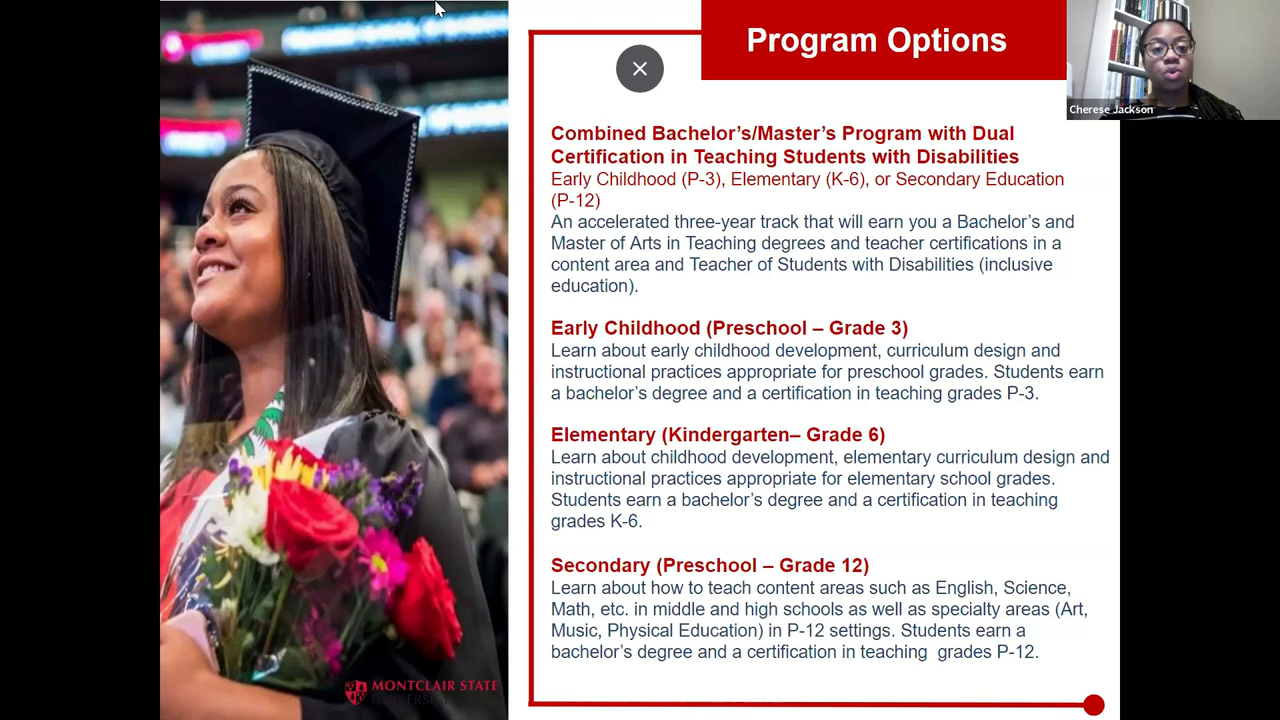 Program Options
Cherese Jackson
Combined Bachelor's/Master's Program with Dual
Certification in Teaching Students with Disabilities
Early Childhood (P-3), Elementary (K-6), or Secondary Education
(P-12)
An accelerated three-year track that will earn you a Bachelor's and
Master of Arts in Teaching degrees and teacher certifications in a
content area and Teacher of Students with Disabilities (inclusive
education).
Early Childhood (Preschool – Grade 3)
Learn about early childhood development, curriculum design and
instructional practices appropriate for preschool grades. Students earn
a bachelor's degree and a certification in teaching grades P-3.
Elementary (Kindergarten– Grade 6)
Learn about childhood development, elementary curriculum design and
instructional practices appropriate for elementary school grades.
Students earn a bachelor's degree and a certification in teaching
grades K-6.
Secondary (Preschool – Grade 12)
Learn about how to teach content areas such as English, Science,
Math, etc. in middle and high schools as well as specialty areas (Art,
Music, Physical Education) in P-12 settings. Students earn a
bachelor's degree and a certification in teaching  grades P-12.
MONTCLAIR STATE
UNIVERSITY